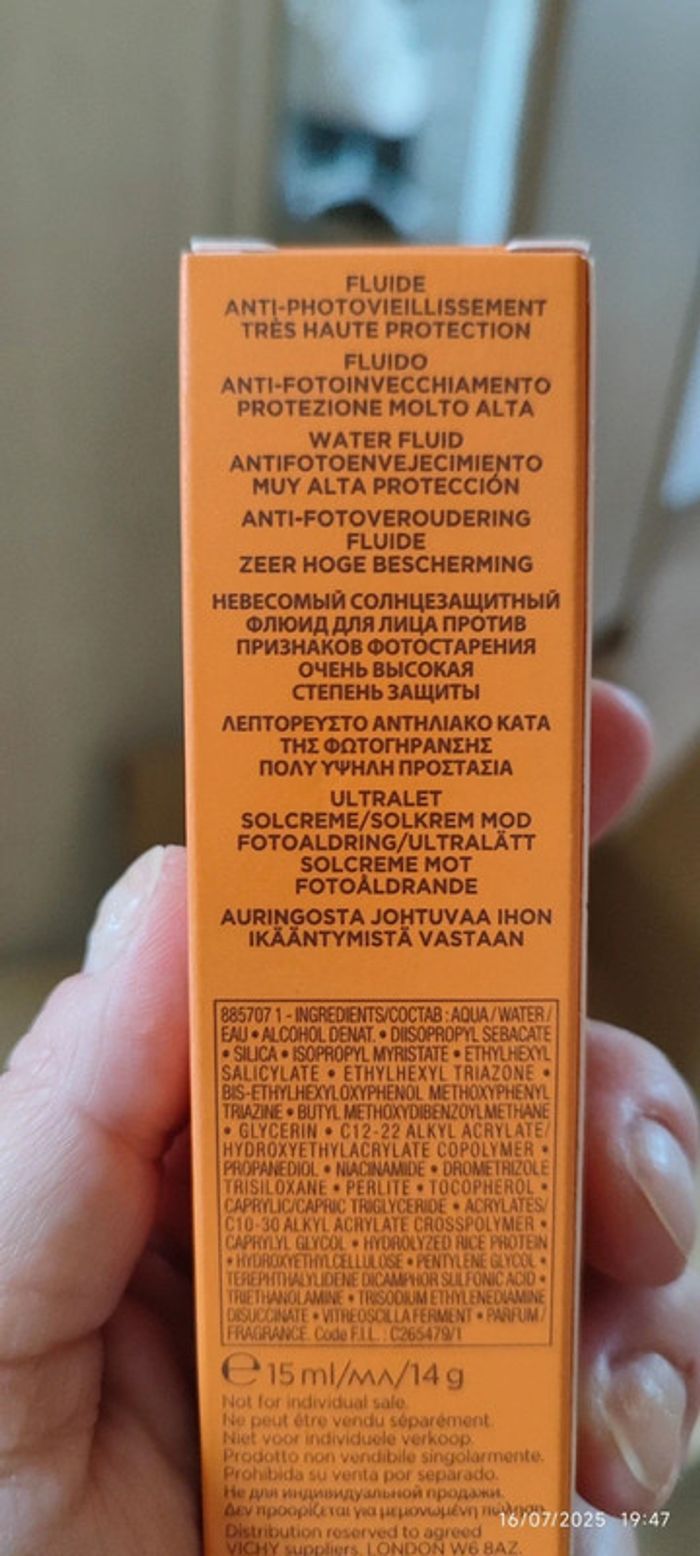 FLUIDE
ANTI-PHOTOVIEILLISSEMENT
TRÈS HAUTE PROTECTION
FLUIDO
ANTI-FOTOINVECCHIAMENTO
PROTEZIONE MOLTO ALTA
WATER FLUID
ANTIFOTOENVEJECIMIENTO
MUY ALTA PROTECCIÓN
ANTI-FOTOVEROUDERING
FLUIDE
ZEER HOGE BESCHERMING
НЕВЕСОМЫЙ СОЛНЦЕЗАЩИТНЫЙ
ФЛЮИД ДЛЯ ЛИЦА ПРОТИВ
ПРИЗНАКОВ ФОТОСТАРЕНИЯ
ОЧЕНЬ ВЫСОКАЯ
СТЕПЕНЬ ЗАЩИТЫ
ΛΕΠΤΟΡΕΥΣΤΟ ΑΝΤΗΛΙΑΚΟ ΚΑΤΑ
ΤΗΣ ΦΩΤΟΓΗΡΑΝΣΗΣ
ΠΟΛΥ ΥΨΗΛΗ ΠΡΟΣΤΑΣΙΑ
ULTRALET
SOLCREME/SOLKREM MOD
FOTOALDRING/ULTRALÄTT
SOLCREME MOT
FOTOÅLDRANDE
AURINGOSTA JOHTUVAA IHON
IKÄÄNTYMISTÄ VASTAAN
885707 1 - INGREDIENTS/СОСТАВ : AQUA / WATER /
EAU • ALCOHOL DENAT. • DIISOPROPYL SEBACATE
• SILICA • ISOPROPYL MYRISTATE • ETHYLHEXYL
SALICYLATE • ETHYLHEXYL TRIAZONE •
BIS-ETHYLHEXYLOXYPHENOL METHOXYPHENYL
TRIAZINE • BUTYL METHOXYDIBENZOYLMETHANE
• GLYCERIN • C12-22 ALKYL ACRYLATE/
HYDROXYETHYLACRYLATE COPOLYMER •
PROPANEDIOL • NIACINAMIDE • DROMETRIZOLE
TRISILOXANE • PERLITE • TOCOPHEROL •
CAPRYLIC/CAPRIC TRIGLYCERIDE • ACRYLATES/
C10-30 ALKYL ACRYLATE CROSSPOLYMER •
CAPRYLYL GLYCOL • HYDROLYZED RICE PROTEIN
• HYDROXYETHYLCELLULOSE • PENTYLENE GLYCOL •
TEREPHTHALYLIDENE DICAMPHOR SULFONIC ACID •
TRIETHANOLAMINE • TRISODIUM ETHYLENEDIAMINE
DISUCCINATE • VITREOSCILLA FERMENT • PARFUM /
FRAGRANCE. Code F.I.L. : C265479/1
℮ 15 ml/мл/14 g
Not for individual sale.
Ne peut être vendu séparément.
Niet voor individuele verkoop.
Prodotto non vendibile singolarmente.
Prohibida su venta por separado.
Не для индивидуальной продажи.
Δεν προορίζεται για μεμονωμένη πώληση.
Distribution reserved to agreed
VICHY suppliers, LONDON W6 8AZ.
16/07/2025 19:47